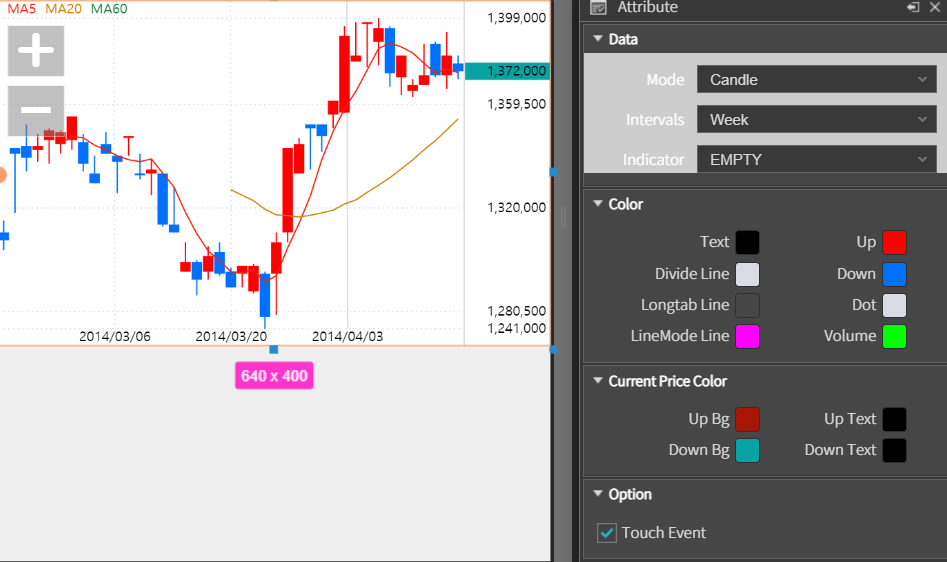 MA5 MA20 MA60
1,399,000
1,372,000
1,359,500
1,320,000
1,280,500
1,241,000
2014/03/06 2014/03/20 2014/04/03
640 x 400
Attribute
Data
Mode Candle
Intervals Week
Indicator EMPTY
Color
Text Up
Divide Line Down
Longtab Line Dot
LineMode Line Volume
Current Price Color
Up Bg Up Text
Down Bg Down Text
Option
Touch Event